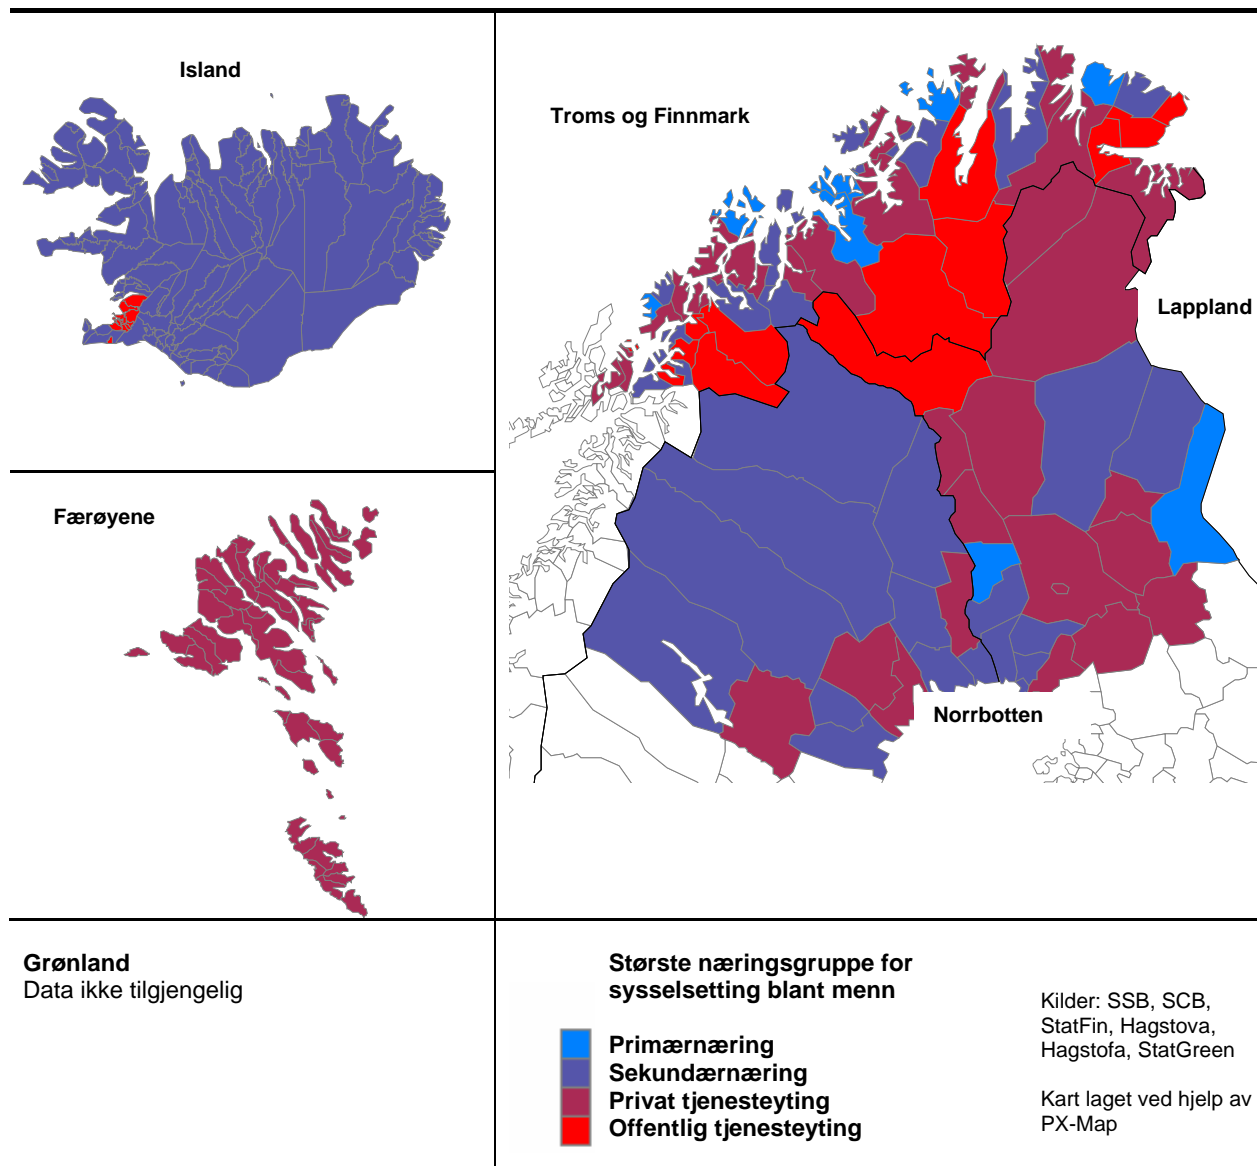 Island
Troms og Finnmark
Lappland
Færøyene
Norrbotten
Grønland
Data ikke tilgjengelig
Største næringsgruppe for
sysselsetting blant menn
Primærnæring
Sekundærnæring
Privat tjenesteyting
Offentlig tjenesteyting
Kilder: SSB, SCB,
StatFin, Hagstova,
Hagstofa, StatGreen
Kart laget ved hjelp av
PX-Map